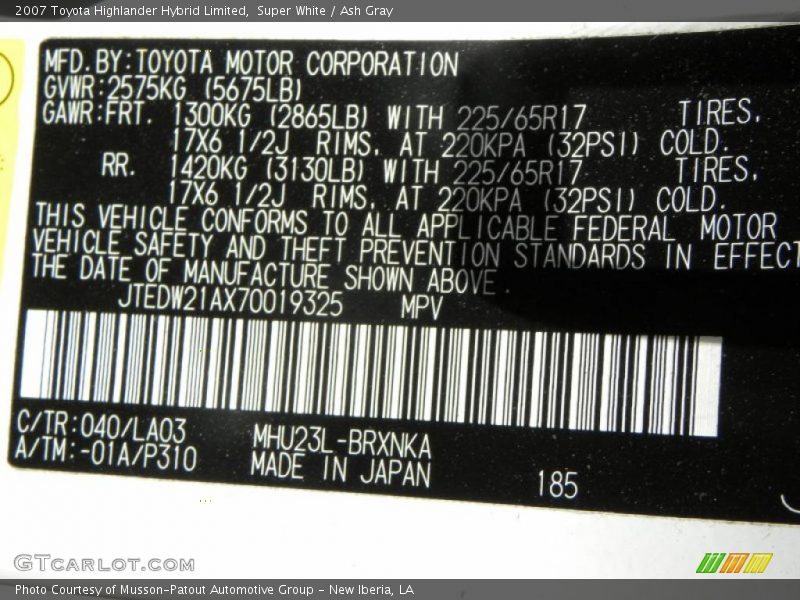 2007 Toyota Highlander Hybrid Limited, Super White / Ash Gray
MFD.BY:TOYOTA MOTOR CORPORATION
GVWR:2575KG (5675LB)
GAWR:FRT. 1300KG (2865LB) WITH 225/65R17 TIRES,
17X6 1/2J RIMS, AT 220KPA (32PSI) COLD.
RR. 1420KG (3130LB) WITH 225/65R17 TIRES,
17X6 1/2J RIMS, AT 220KPA (32PSI) COLD.
THIS VEHICLE CONFORMS TO ALL APPLICABLE FEDERAL MOTOR
VEHICLE SAFETY AND THEFT PREVENTION STANDARDS IN EFFECT
THE DATE OF MANUFACTURE SHOWN ABOVE.
JTEDW21AX70019325 MPV
C/TR:040/LA03 MHU23L-BRXNKA
A/TM:-01A/P310 MADE IN JAPAN 185
GTCARLOT.COM
Photo Courtesy of Musson-Patout Automotive Group - New Iberia, LA